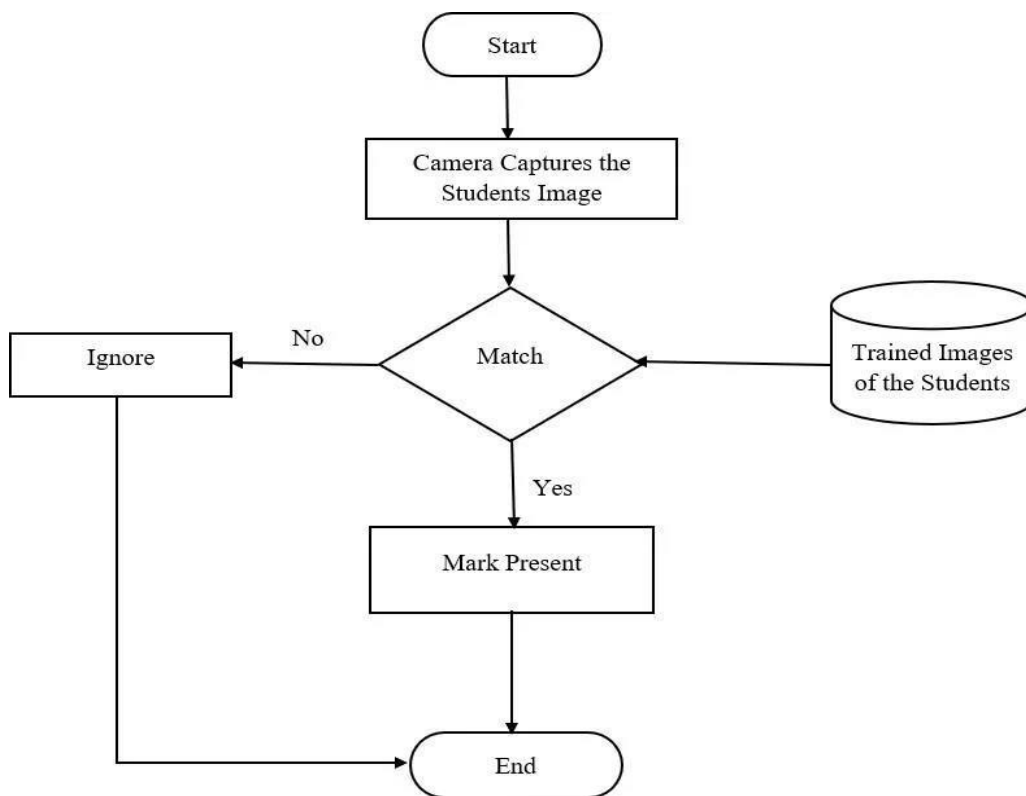 Start
Camera Captures the
Students Image
No
Ignore
Match
Trained Images
of the Students
Yes
Mark Present
End